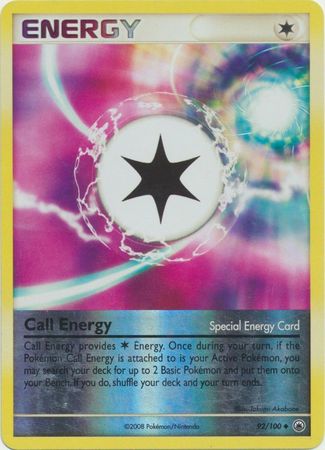 ENERGY
Call Energy
Special Energy Card
Call Energy provides Energy. Once during your turn, if the
Pokémon Call Energy is attached to is your Active Pokémon, you
may search your deck for up to 2 Basic Pokémon and put them onto
your Bench. If you do, shuffle your deck and your turn ends.
Illus. Takumi Akabane
©2008 Pokémon/Nintendo 92/100